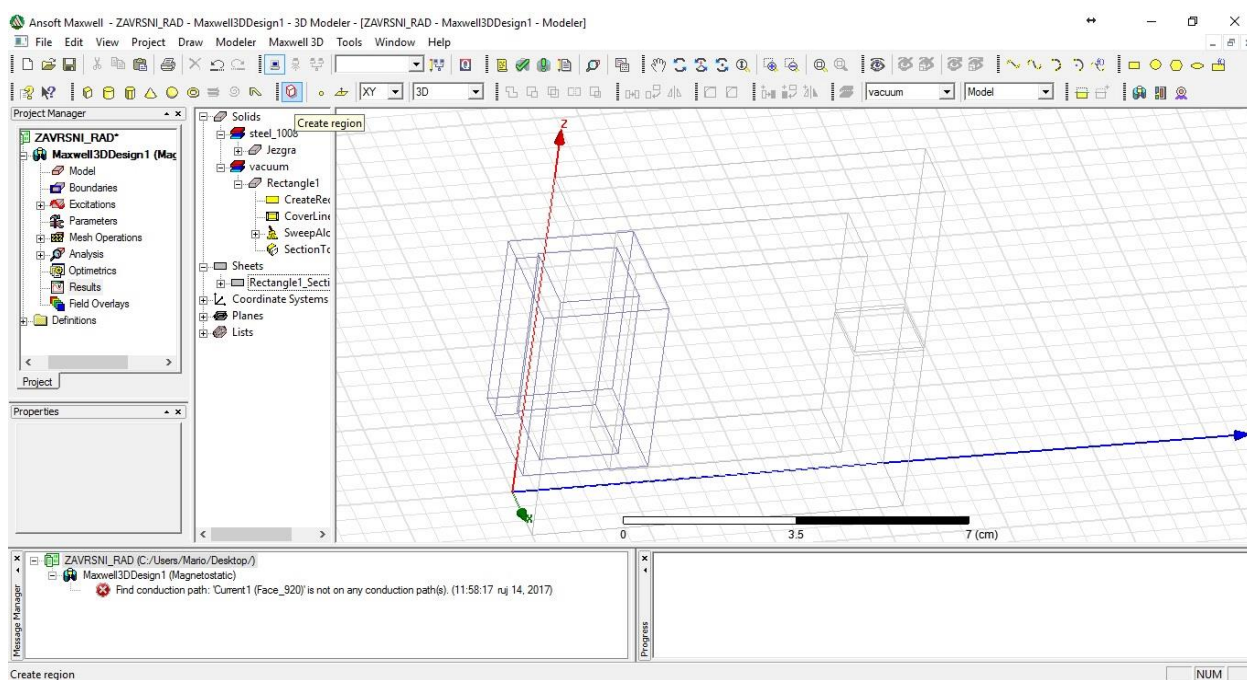 Ansoft Maxwell - ZAVRSNI_RAD - Maxwell3DDesign1 - 3D Modeler - [ZAVRSNI_RAD - Maxwell3DDesign1 - Modeler]
File Edit View Project Draw Modeler Maxwell 3D Tools Window Help
XY 3D vacuum Model
Create region
Project Manager
ZAVRSNI_RAD*
Maxwell3DDesign1 (Mag
Model
Boundaries
Excitations
Parameters
Mesh Operations
Analysis
Optimetrics
Results
Field Overlays
Definitions
Project
Properties
Solids
steel_1008
Jezgra
vacuum
Rectangle1
CreateRec
CoverLine
SweepAlo
SectionTo
Sheets
Rectangle1_Secti
Coordinate Systems
Planes
Lists
Z
X
0 3.5 7 (cm)
Message Manager
ZAVRSNI_RAD (C:/Users/Mario/Desktop/)
Maxwell3DDesign1 (Magnetostatic)
Find conduction path: 'Current1 (Face_920)' is not on any conduction path(s). (11:58:17 ruj 14, 2017)
Progress
Create region
NUM